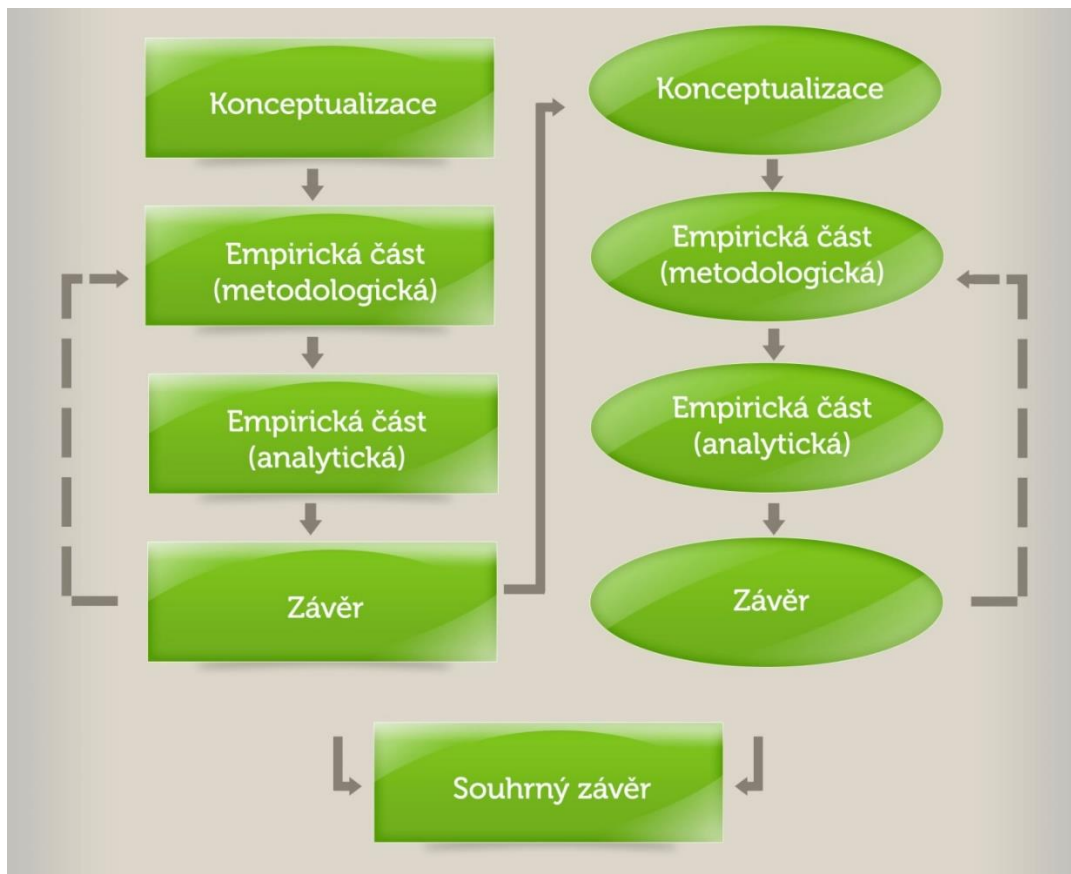 Konceptualizace
Empirická část
(metodologická)
Empirická část
(analytická)
Závěr
Konceptualizace
Empirická část
(metodologická)
Empirická část
(analytická)
Závěr
Souhrný závěr